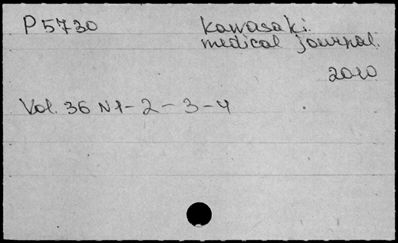 P5730
Kawasaki
medical journal.
2010
Vol. 36 N1-2-3-4